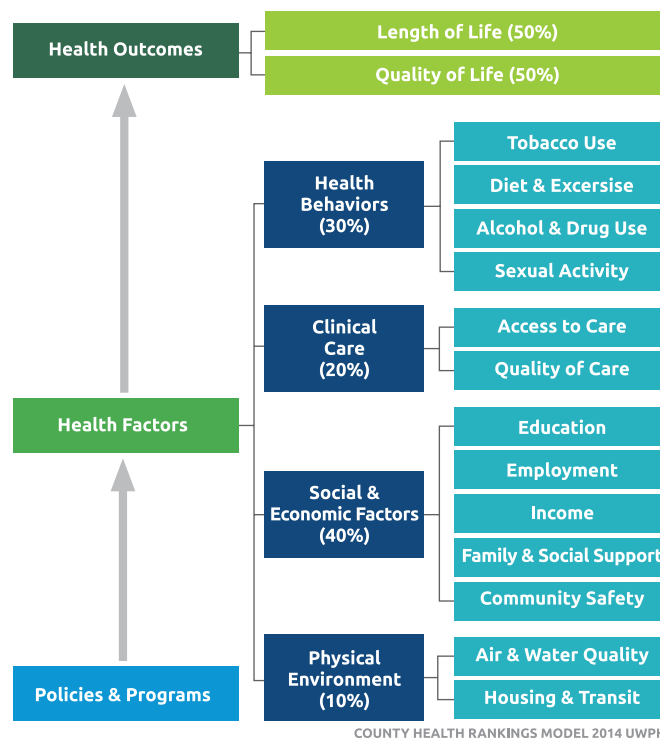 Health Outcomes
Length of Life (50%)
Quality of Life (50%)
Health
Behaviors
(30%)
Tobacco Use
Diet & Excersise
Alcohol & Drug Use
Sexual Activity
Clinical
Care
(20%)
Access to Care
Quality of Care
Health Factors
Social &
Economic Factors
(40%)
Education
Employment
Income
Family & Social Support
Community Safety
Policies & Programs
Physical
Environment
(10%)
Air & Water Quality
Housing & Transit
COUNTY HEALTH RANKINGS MODEL 2014